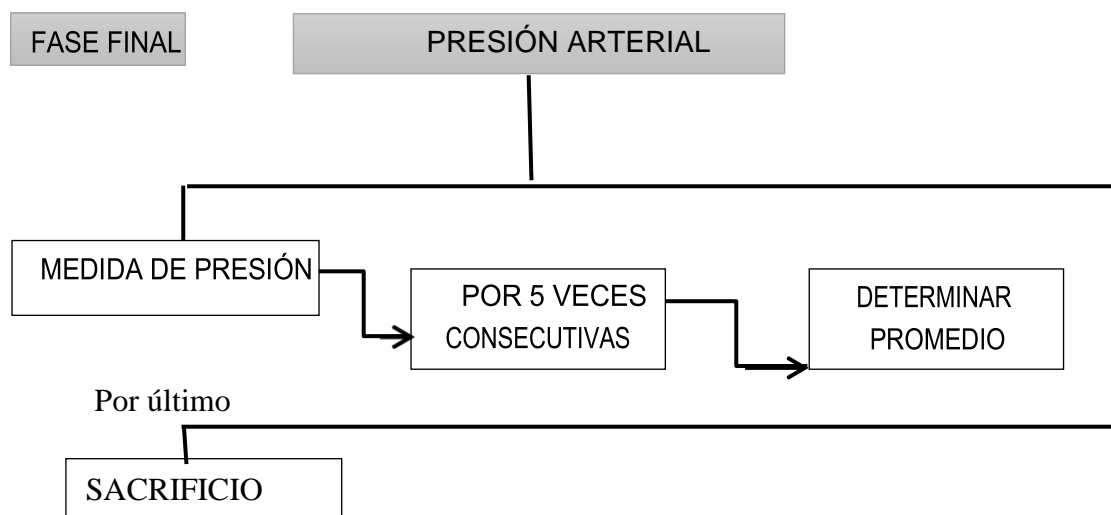 FASE FINAL
PRESIÓN ARTERIAL
MEDIDA DE PRESIÓN
POR 5 VECES
CONSECUTIVAS
DETERMINAR
PROMEDIO
Por último
SACRIFICIO